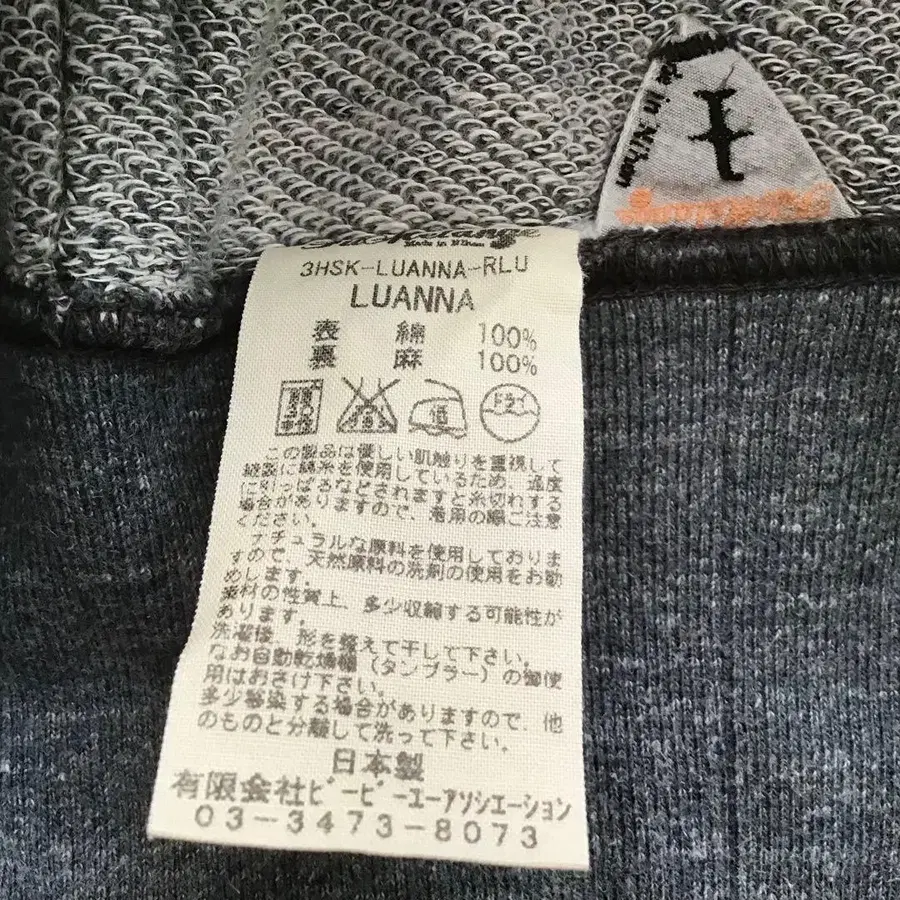 in Nihon
Made in Nihon
3HSK-LUANNA-RLU
LUANNA
表 綿 100%
裏 麻 100%
低 ドライ
この製品は優しい肌触りを重視して
縫製に綿糸を使用しているため、過度
に引っぱるなどされますと糸切れする
場合がありますので、着用の際ご注意
ください。
ナチュラルな原料を使用しておりま
すので、天然原料の洗剤の使用をお勧
めします。
素材の性質上、多少収縮する可能性が
あります。
洗濯後、形を整えて干して下さい。
なお自動乾燥機（タンブラー）の御使
用はおさけ下さい。
多少移染する場合がありますので、他
のものと分離して洗って下さい。
日本製
有限会社ビービーユーアソシエーション
03-3473-8073